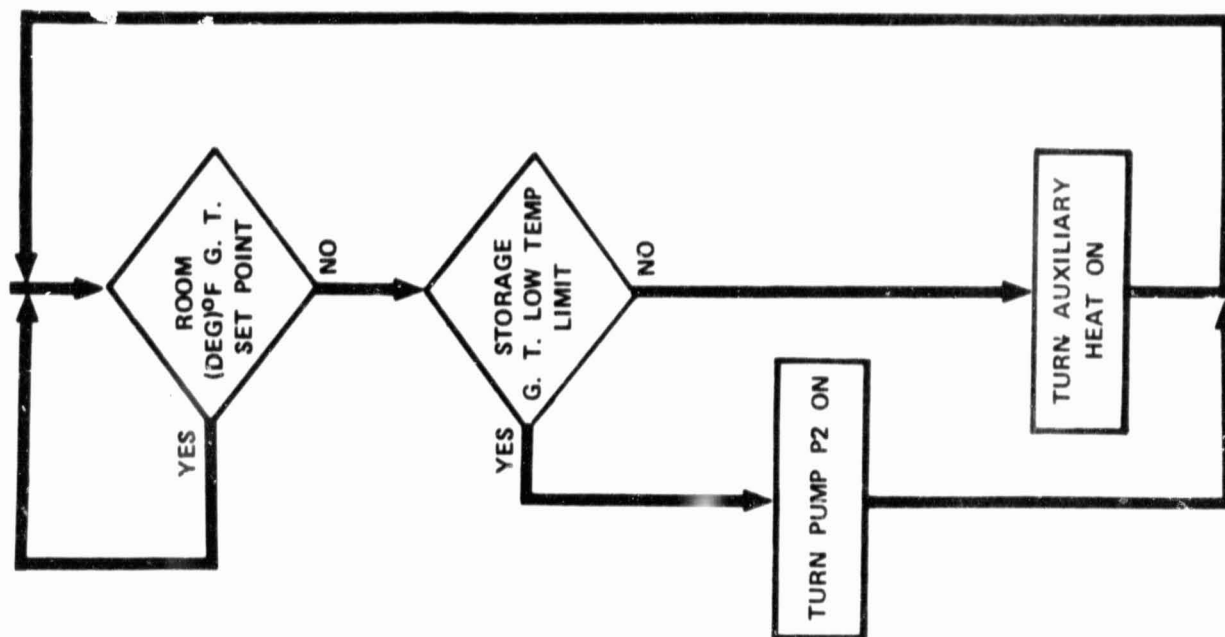 ROOM
(DEG)°F G. T.
SET POINT
YES
NO
STORAGE
G. T. LOW TEMP
LIMIT
YES
NO
TURN PUMP P2 ON
TURN AUXILIARY
HEAT ON